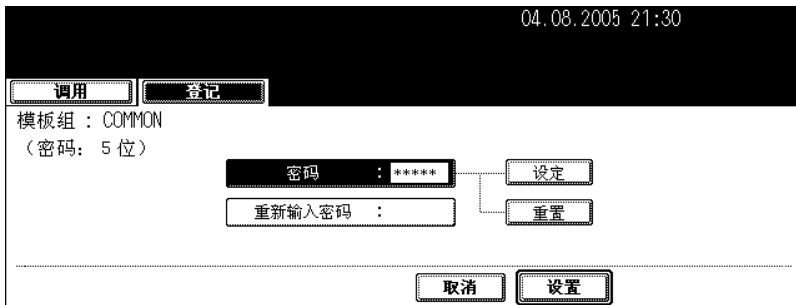 04.08.2005 21:30
调用 登记
模板组 : COMMON
（密码: 5位）
密码 : ***** 设定
重新输入密码 : 重置
取消 设置